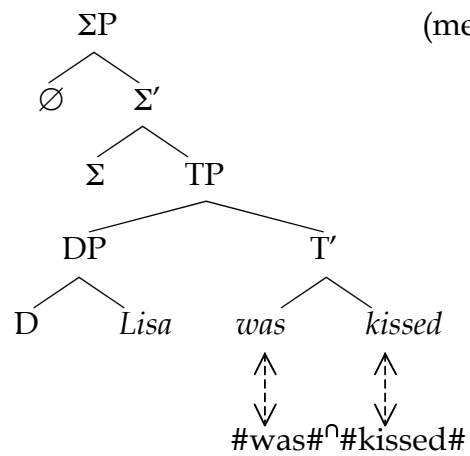 ΣP (me
∅ Σ′
Σ TP
DP T′
D Lisa was kissed
#was#∩#kissed#